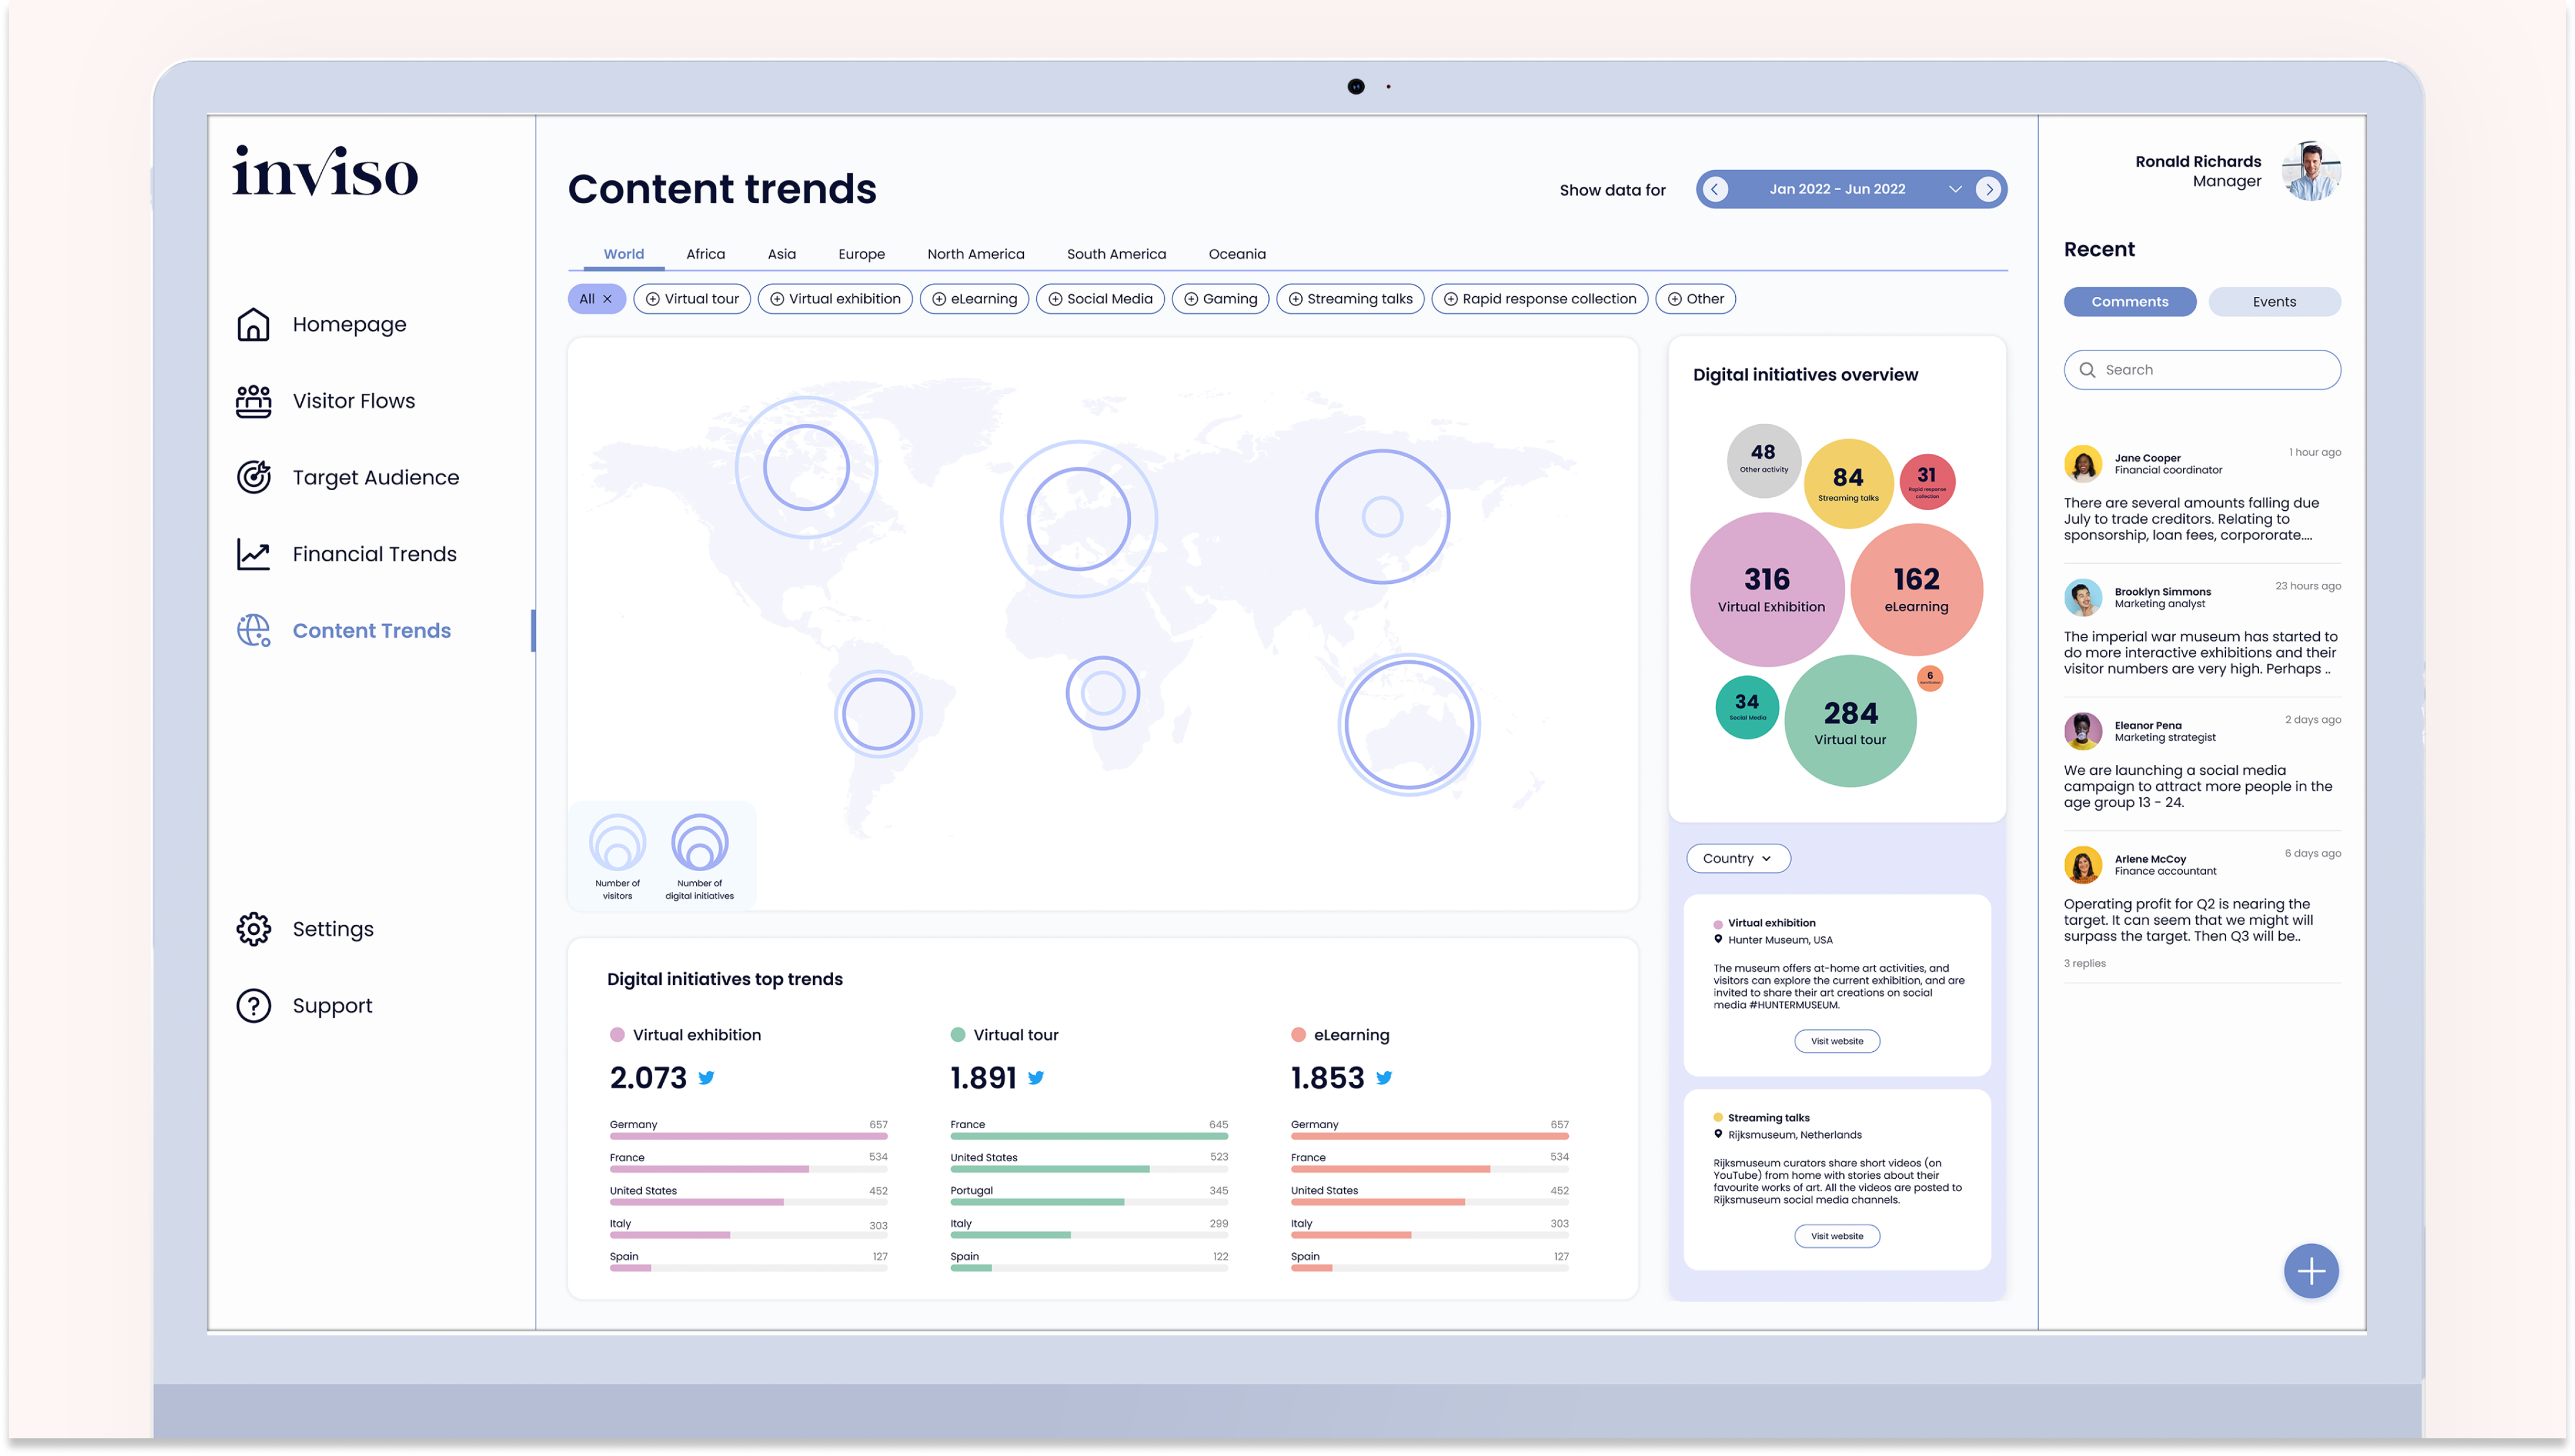 inviso
Homepage
Visitor Flows
Target Audience
Financial Trends
Content Trends
Settings
Support
Content trends
Show data for
Jan 2022 - Jun 2022
World Africa Asia Europe North America South America Oceania
All × Virtual tour Virtual exhibition eLearning Social Media Gaming Streaming talks Rapid response collection Other
Number of
visitors
Number of
digital initiatives
Digital initiatives top trends
Virtual exhibition
2.073
Germany 657
France 534
United States 452
Italy 303
Spain 127
Virtual tour
1.891
France 645
United States 523
Portugal 345
Italy 299
Spain 122
eLearning
1.853
Germany 657
France 534
United States 452
Italy 303
Spain 127
Digital initiatives overview
48
Other activity
84
Streaming talks
31
Rapid response
collection
316
Virtual Exhibition
162
eLearning
34
Social Media
284
Virtual tour
6
Country
Virtual exhibition
Hunter Museum, USA
The museum offers at-home art activities, and
visitors can explore the current exhibition, and are
invited to share their art creations on social
media #HUNTERMUSEUM.
Visit website
Streaming talks
Rijksmuseum, Netherlands
Rijksmuseum curators share short videos (on
YouTube) from home with stories about their
favourite works of art. All the videos are posted to
Rijksmuseum social media channels.
Visit website
Ronald Richards
Manager
Recent
Comments
Events
Search
Jane Cooper
Financial coordinator
1 hour ago
There are several amounts falling due
July to trade creditors. Relating to
sponsorship, loan fees, corpororate....
Brooklyn Simmons
Marketing analyst
23 hours ago
The imperial war museum has started to
do more interactive exhibitions and their
visitor numbers are very high. Perhaps ..
Eleanor Pena
Marketing strategist
2 days ago
We are launching a social media
campaign to attract more people in the
age group 13 - 24.
Arlene McCoy
Finance accountant
6 days ago
Operating profit for Q2 is nearing the
target. It can seem that we might will
surpass the target. Then Q3 will be..
3 replies